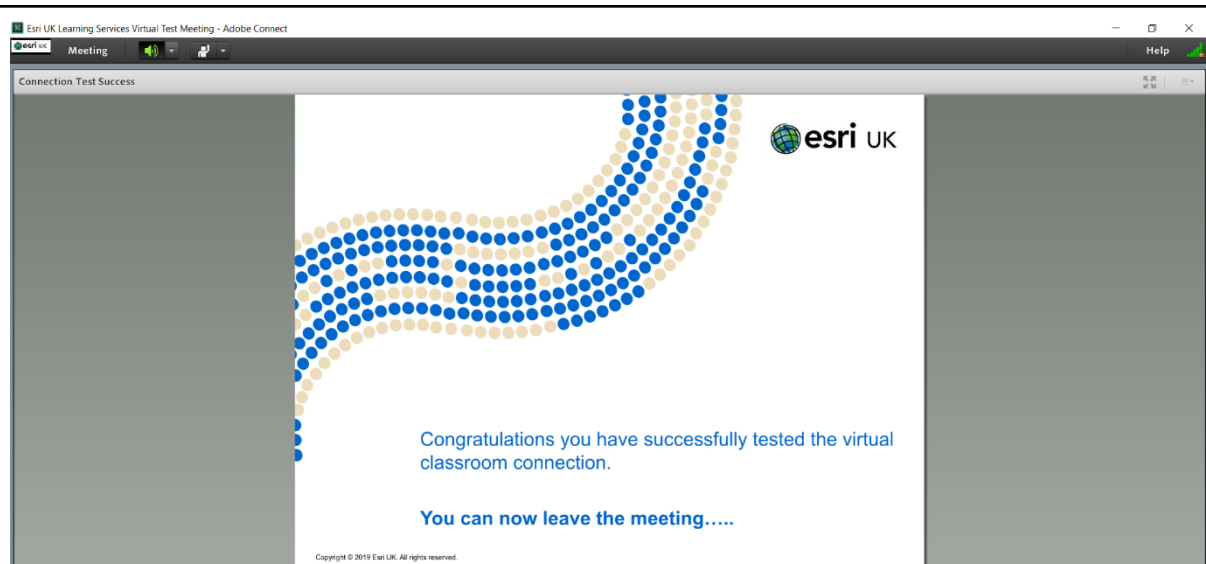 Esri UK Learning Services Virtual Test Meeting - Adobe Connect
esri UK Meeting Help
Connection Test Success
esri UK
Congratulations you have successfully tested the virtual
classroom connection.
You can now leave the meeting…..
Copyright © 2019 Esri UK. All rights reserved.